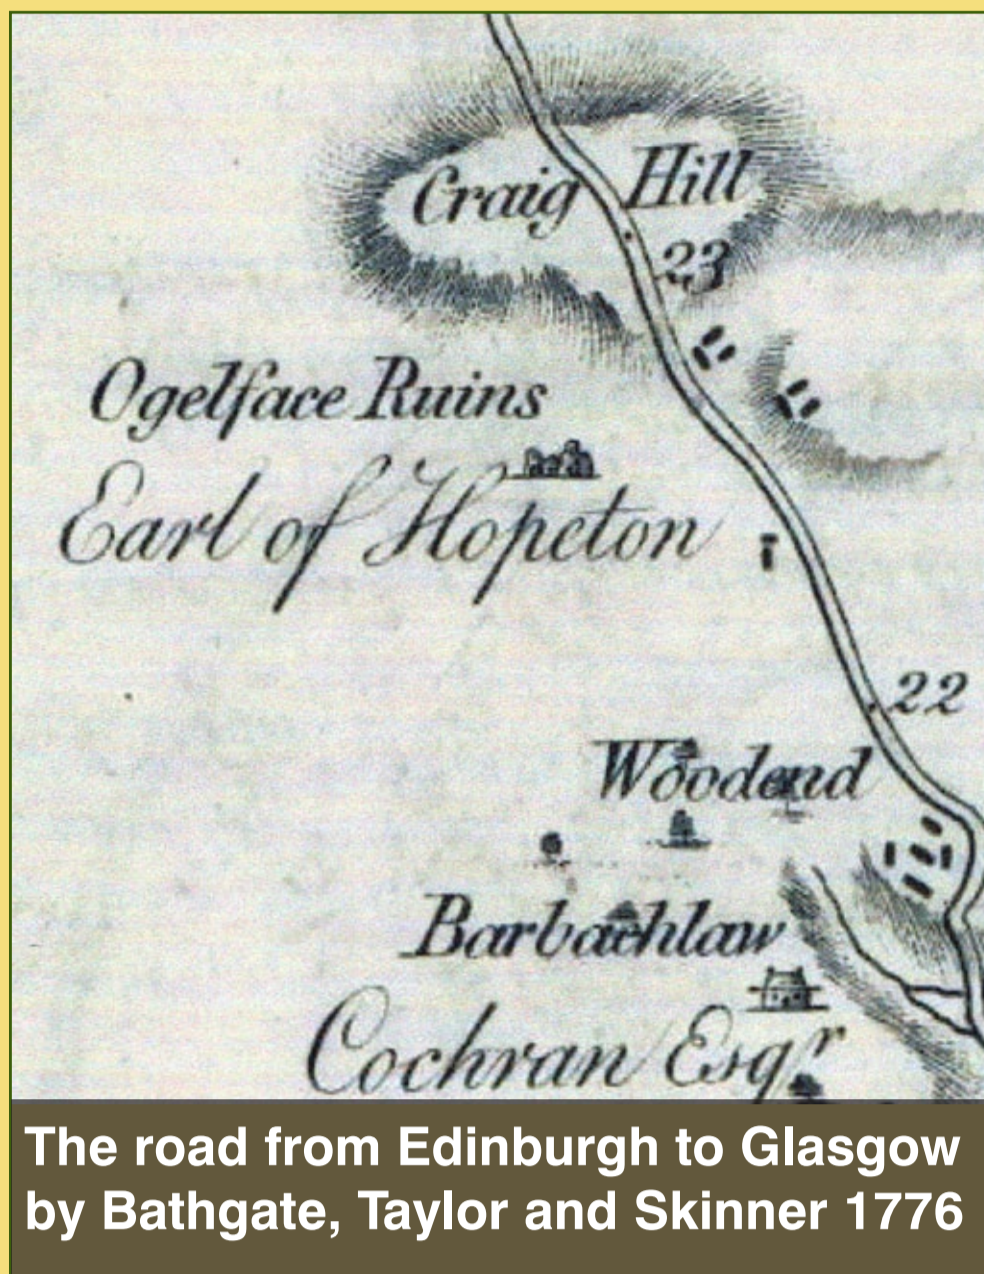 Craig Hill
23
Ogelface Ruins
Earl of Hopeton
22
Woodend
Barbachlaw
Cochran Esqr
The road from Edinburgh to Glasgow
by Bathgate, Taylor and Skinner 1776